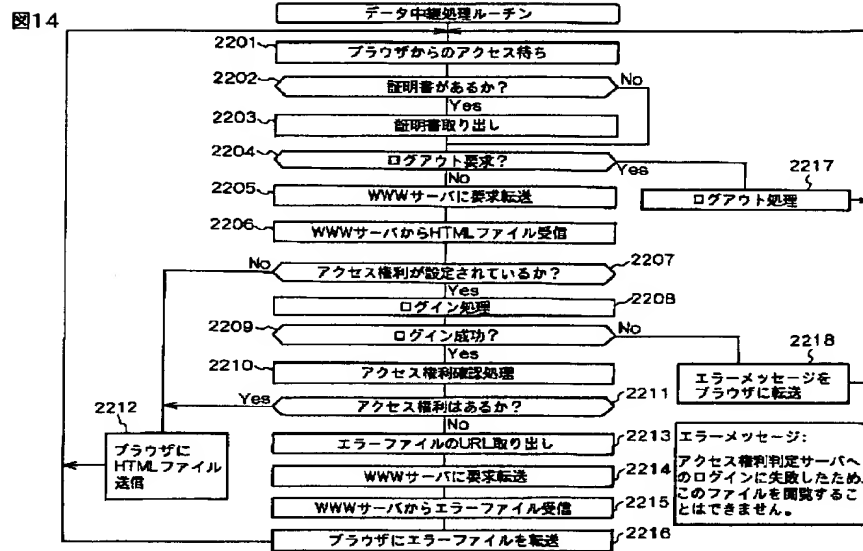 図14
データ中継処理ルーチン
2201
ブラウザからのアクセス待ち
2202
証明書があるか?
No
Yes
2203
証明書取り出し
2204
ログアウト要求?
Yes
No
2217
ログアウト処理
2205
WWWサーバに要求転送
2206
WWWサーバからHTMLファイル受信
No
アクセス権利が設定されているか?
2207
Yes
ログイン処理
2208
2209
ログイン成功?
No
Yes
2218
エラーメッセージを
ブラウザに転送
2210
アクセス権利確認処理
2211
Yes
アクセス権利はあるか?
No
2212
ブラウザに
HTMLファイル
送信
エラーファイルのURL取り出し
2213
WWWサーバに要求転送
2214
WWWサーバからエラーファイル受信
2215
ブラウザにエラーファイルを転送
2216
エラーメッセージ:
アクセス権利判定サーバへ
のログインに失敗したため、
このファイルを閲覧するこ
とはできません。